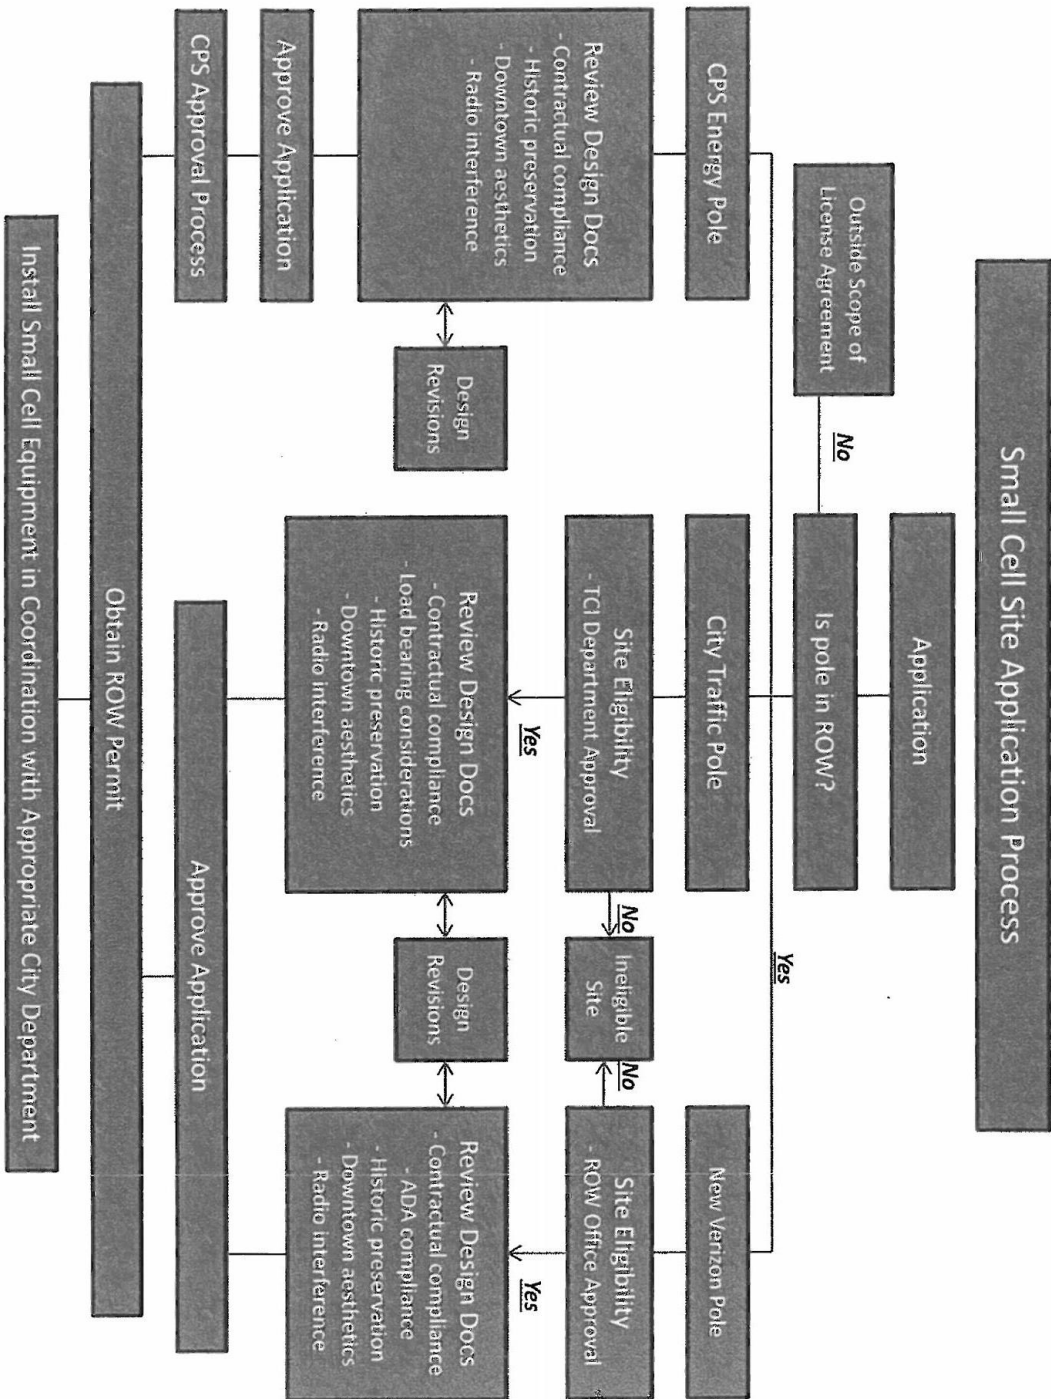 Small Cell Site Application Process
Application
Is pole in ROW?
No
Outside Scope of
License Agreement
Yes
CPS Energy Pole
City Traffic Pole
New Verizon Pole
Site Eligibility
- TCI Department Approval
No
Ineligible
Site
No
Site Eligibility
- ROW Office Approval
Yes
Yes
Review Design Docs
- Contractual compliance
- Historic preservation
- Downtown aesthetics
- Radio interference
Design
Revisions
Review Design Docs
- Contractual compliance
- Load bearing considerations
- Historic preservation
- Downtown aesthetics
- Radio interference
Design
Revisions
Review Design Docs
- Contractual compliance
- ADA compliance
- Historic preservation
- Downtown aesthetics
- Radio interference
Approve Application
CPS Approval Process
Approve Application
Obtain ROW Permit
Install Small Cell Equipment in Coordination with Appropriate City Department